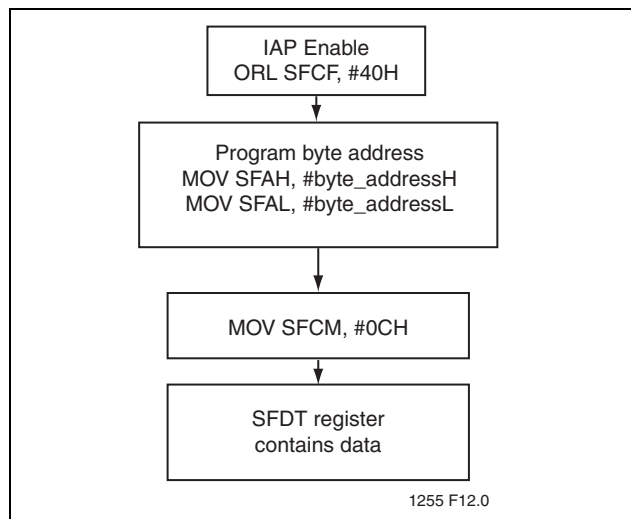 IAP Enable
ORL SFCF, #40H
Program byte address
MOV SFAH, #byte_addressH
MOV SFAL, #byte_addressL
MOV SFCM, #0CH
SFDT register
contains data
1255 F12.0